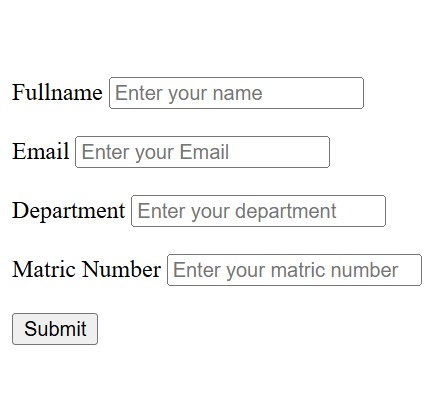 Fullname Enter your name
Email Enter your Email
Department Enter your department
Matric Number Enter your matric number
Submit